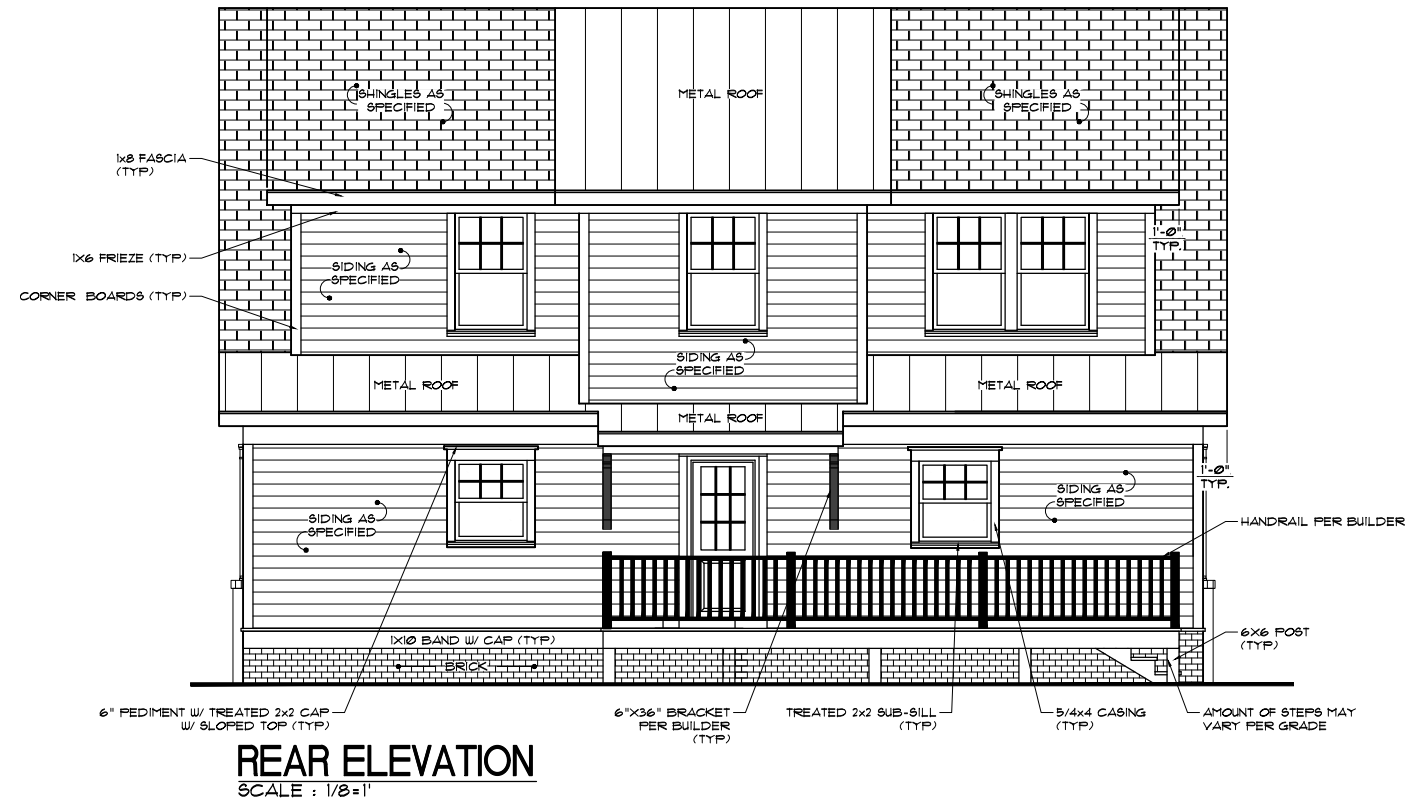 SHINGLES AS
SPECIFIED
METAL ROOF
SHINGLES AS
SPECIFIED
1x8 FASCIA
(TYP)
1'-0"
TYP.
1X6 FRIEZE (TYP)
SIDING AS
SPECIFIED
CORNER BOARDS (TYP)
SIDING AS
SPECIFIED
METAL ROOF
METAL ROOF
METAL ROOF
1'-0"
TYP.
SIDING AS
SPECIFIED
SIDING AS
SPECIFIED
HANDRAIL PER BUILDER
1X10 BAND W/ CAP (TYP)
BRICK
6X6 POST
(TYP)
6" PEDIMENT W/ TREATED 2x2 CAP
W/ SLOPED TOP (TYP)
6"X36" BRACKET
PER BUILDER
(TYP)
TREATED 2x2 SUB-SILL
(TYP)
5/4x4 CASING
(TYP)
AMOUNT OF STEPS MAY
VARY PER GRADE
REAR ELEVATION
SCALE : 1/8=1'